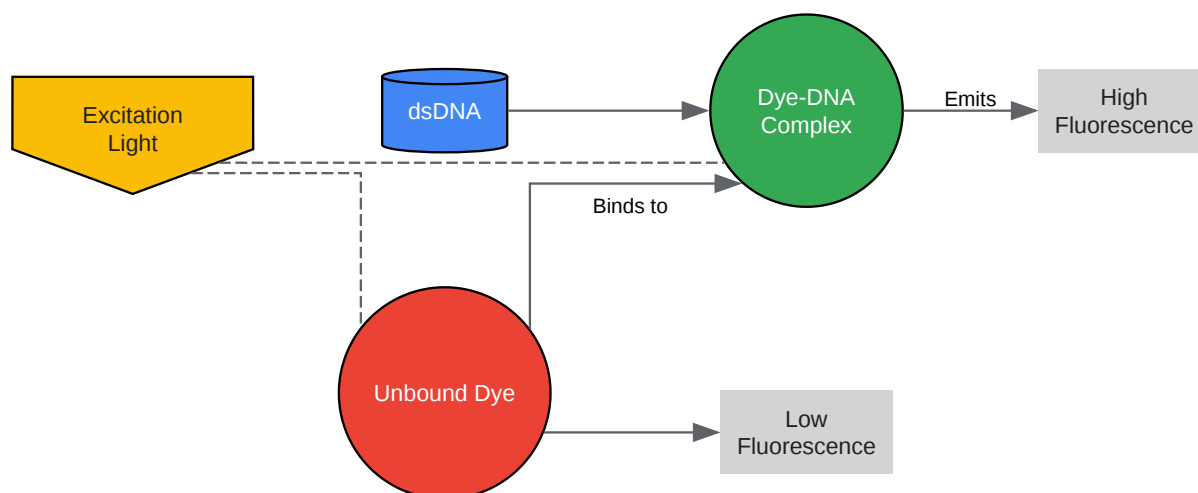 Excitation
Light
dsDNA
Dye-DNA
Complex
Emits
High
Fluorescence
Binds to
Unbound Dye
Low
Fluorescence